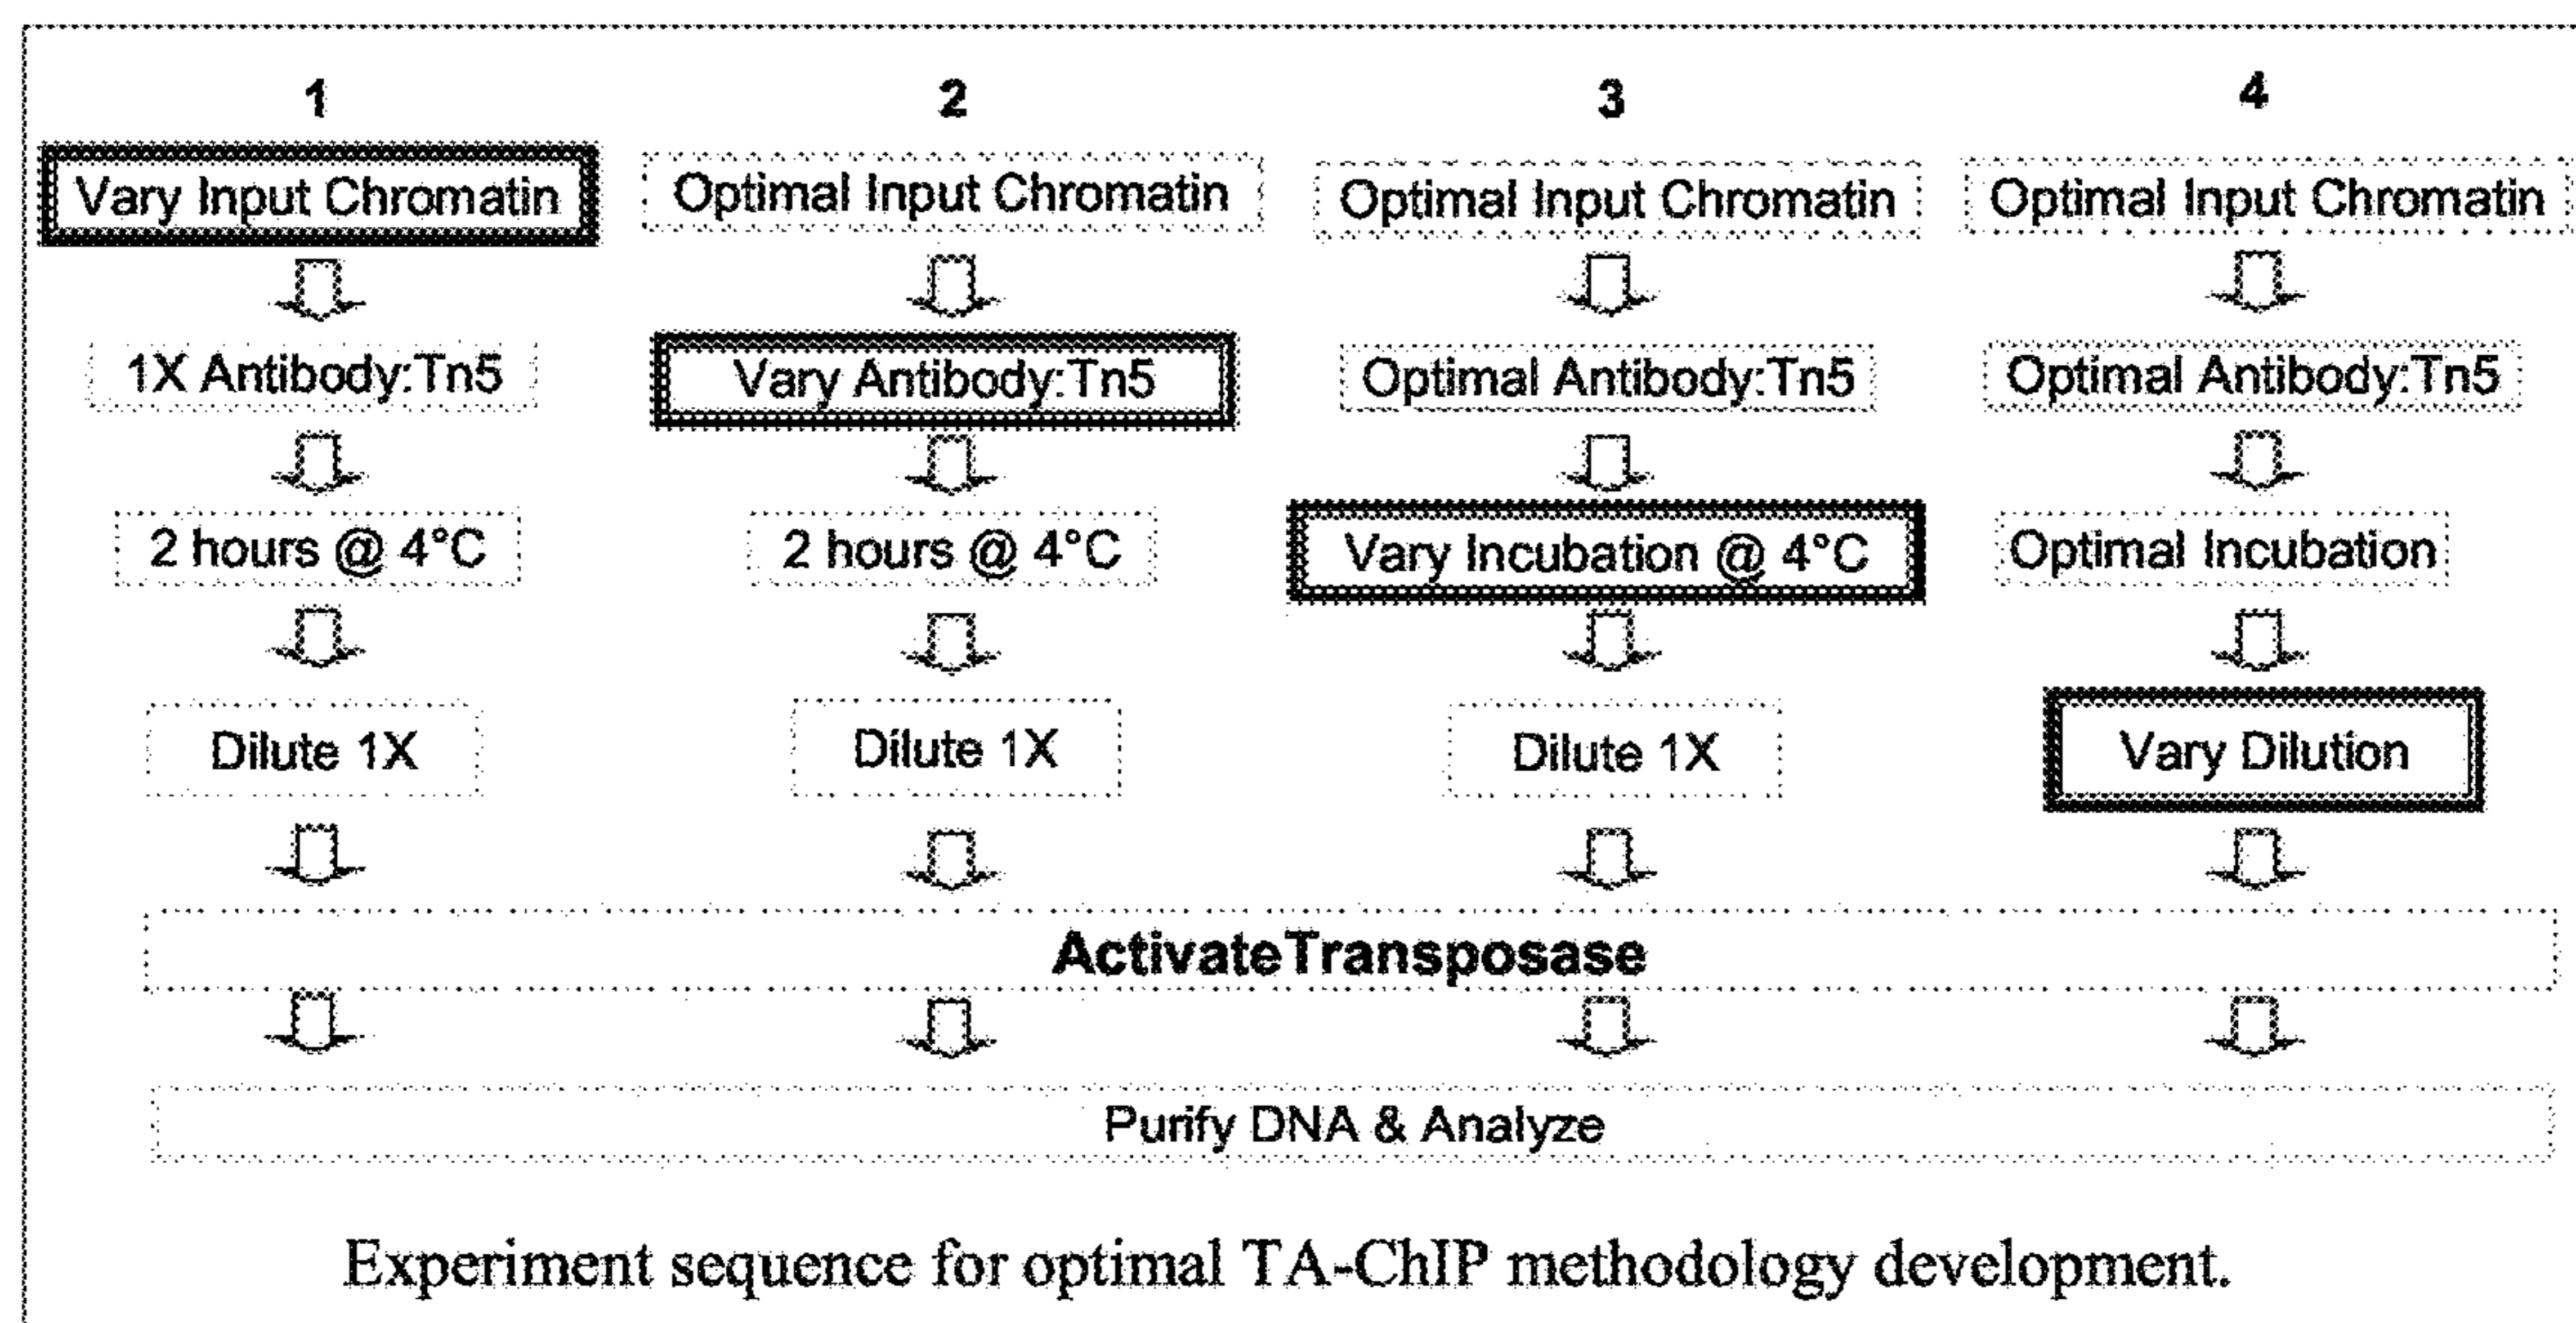 1 2 3 4
Vary Input Chromatin Optimal Input Chromatin Optimal Input Chromatin Optimal Input Chromatin
1X Antibody:Tn5 Vary Antibody:Tn5 Optimal Antibody:Tn5 Optimal Antibody:Tn5
2 hours @ 4°C 2 hours @ 4°C Vary Incubation @ 4°C Optimal Incubation
Dilute 1X Dilute 1X Dilute 1X Vary Dilution
ActivateTransposase
Purify DNA & Analyze
Experiment sequence for optimal TA-ChIP methodology development.